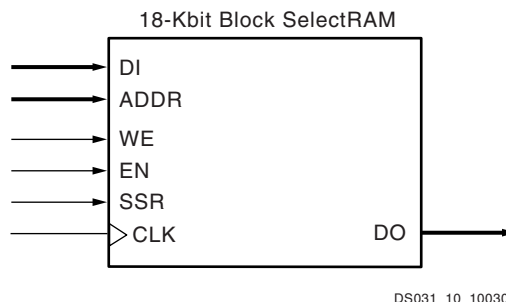 18-Kbit Block SelectRAM
DI
ADDR
WE
EN
SSR
CLK
DO
DS031_10_10030